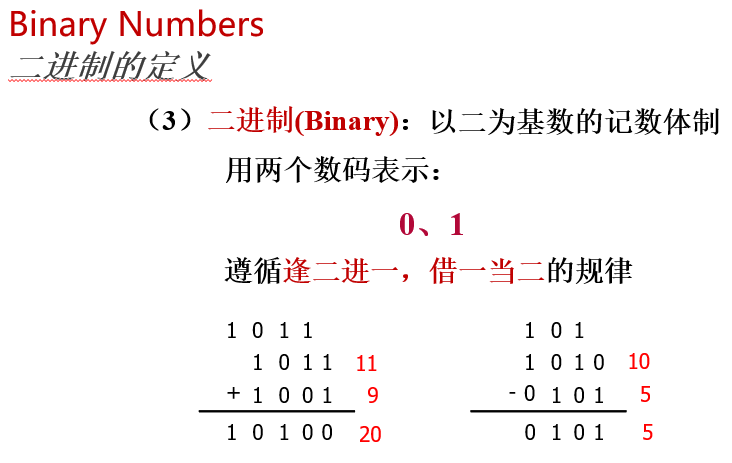 Binary Numbers
二进制的定义
（3）二进制(Binary)：以二为基数的记数体制
用两个数码表示：
0、1
遵循逢二进一，借一当二的规律
1 0 1 1
1 0 1 1 11
+ 1 0 0 1 9
1 0 1 0 0 20
1 0 1
1 0 1 0 10
- 0 1 0 1 5
0 1 0 1 5